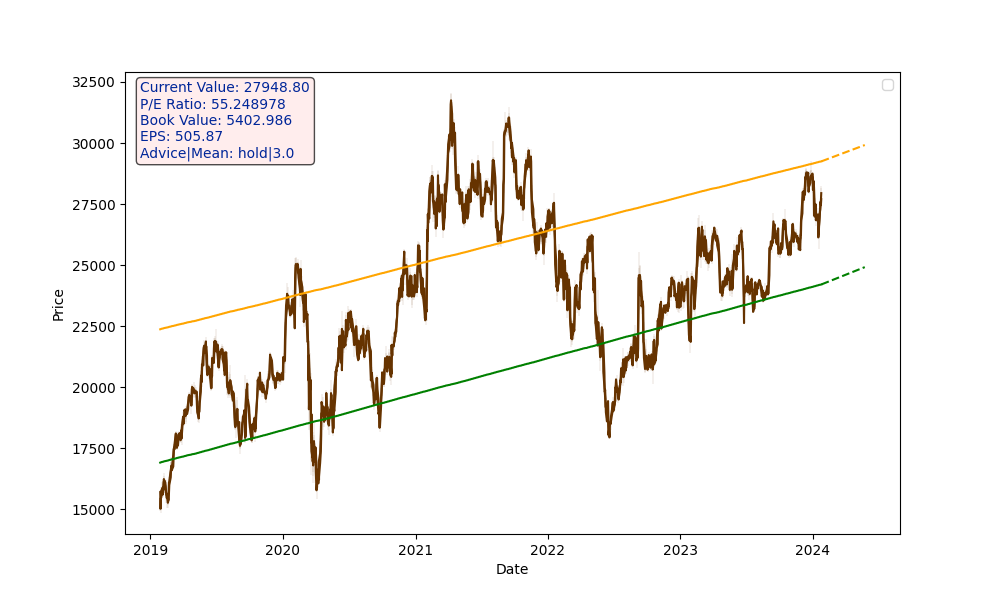 Current Value: 27948.80
P/E Ratio: 55.248978
Book Value: 5402.986
EPS: 505.87
Advice|Mean: hold|3.0
32500
30000
27500
25000
22500
20000
17500
15000
Price
2019 2020 2021 2022 2023 2024
Date